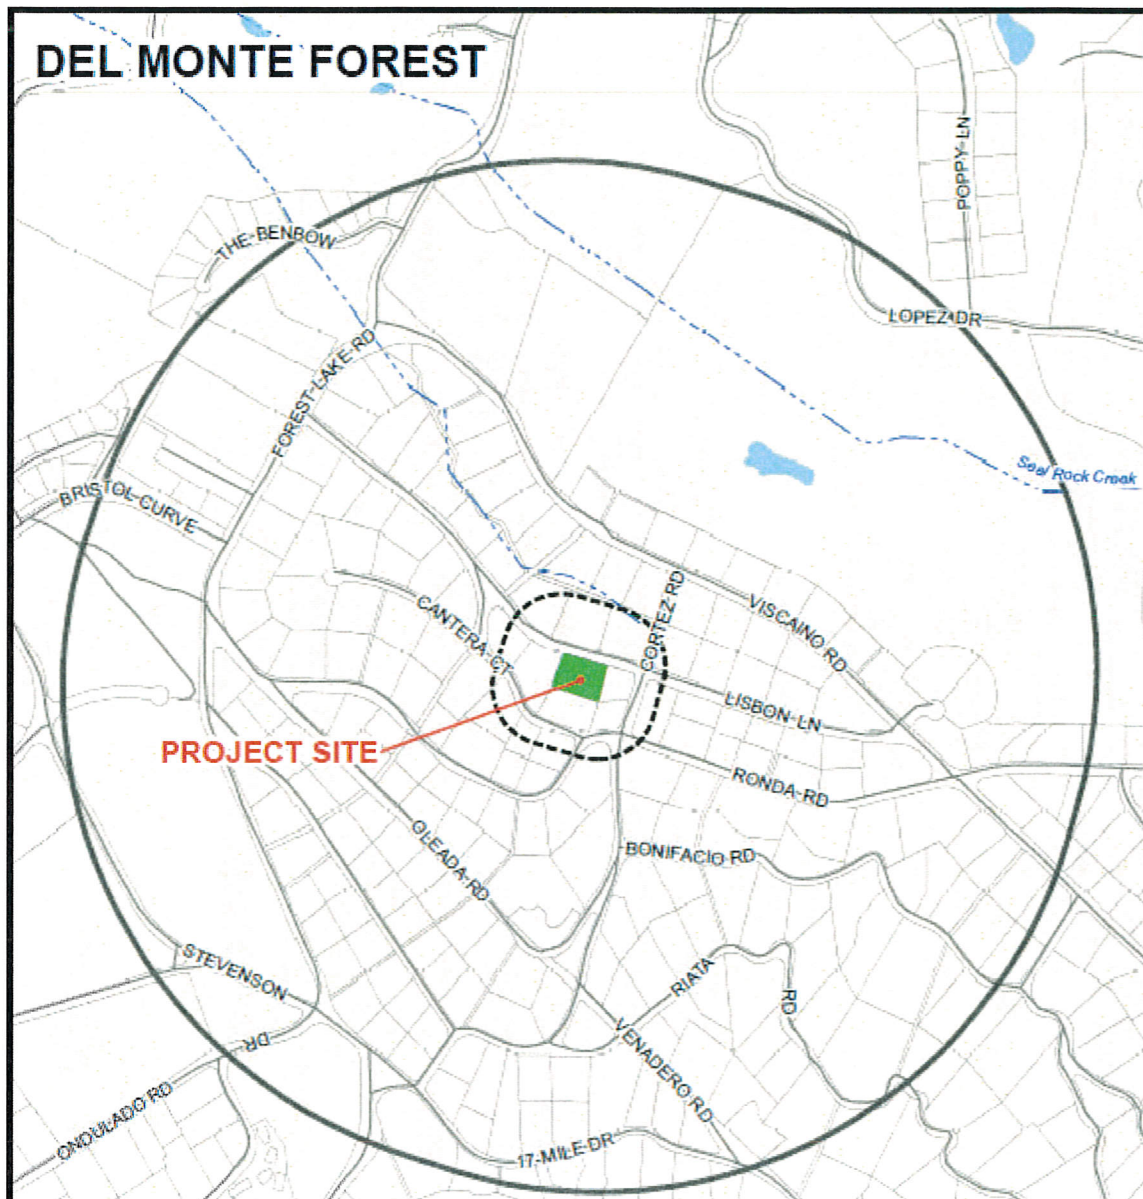 DEL MONTE FOREST
POPPY-LN
THE-BENBOW
LOPEZ-DR
FOREST-LAKE-RD
Seal Rock Creek
BRISTOL-CURVE
CORTEZ-RD
VISCAINO RD
CANTERA-CT
LISBON-LN
PROJECT SITE
RONDA-RD
OLEADA-RD
BONIFACIO RD
STEVENSON
DR
RIATA
RD
VENADERO RD
ONDULADO RD
17-MILE-DR